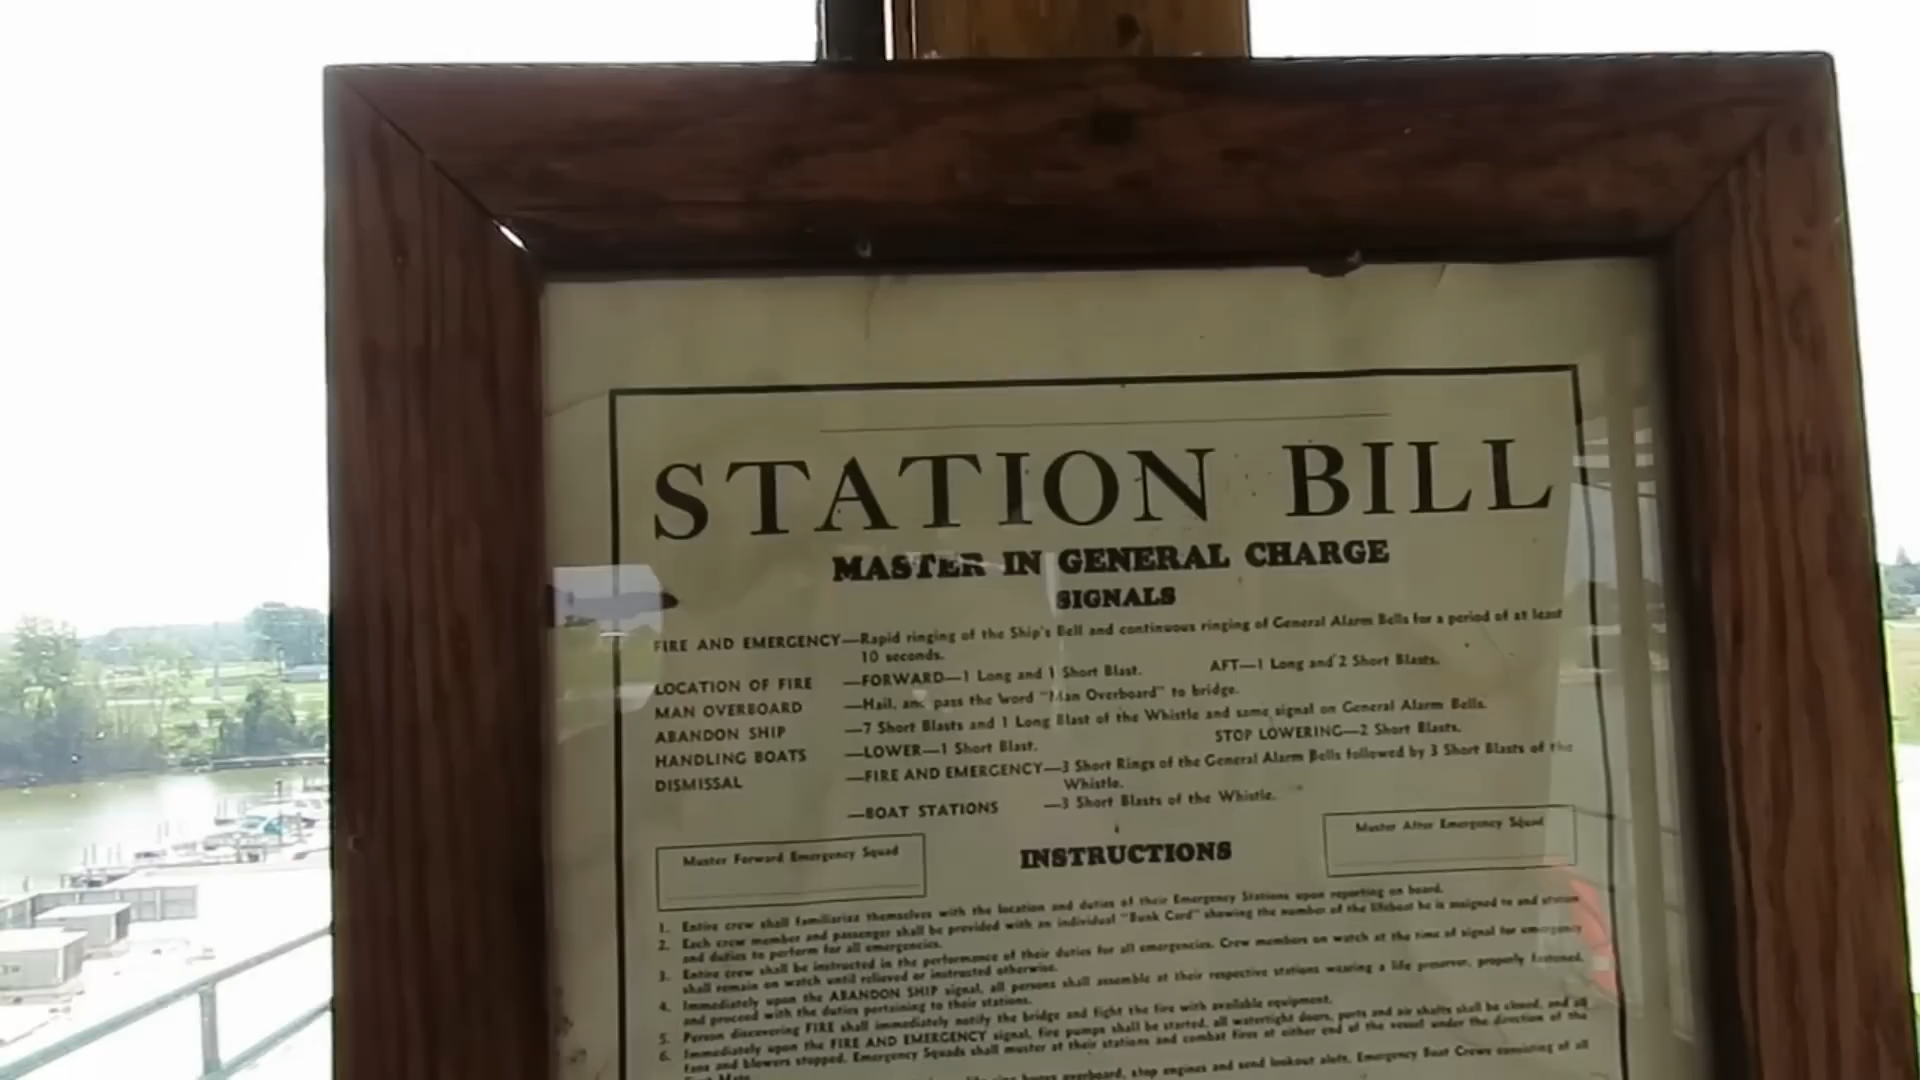 STATION BILL
MASTER IN GENERAL CHARGE
SIGNALS
FIRE AND EMERGENCY—Rapid ringing of the Ship's Bell and continuous ringing of General Alarm Bells for a period of at least
10 seconds.
LOCATION OF FIRE —FORWARD—1 Long and 1 Short Blast. AFT—1 Long and 2 Short Blasts.
MAN OVERBOARD —Hail, and pass the word "Man Overboard" to bridge.
ABANDON SHIP —7 Short Blasts and 1 Long Blast of the Whistle and same signal on General Alarm Bells.
HANDLING BOATS —LOWER—1 Short Blast. STOP LOWERING—2 Short Blasts.
DISMISSAL —FIRE AND EMERGENCY—3 Short Rings of the General Alarm Bells followed by 3 Short Blasts of the
Whistle.
—BOAT STATIONS —3 Short Blasts of the Whistle.
Muster Forward Emergency Squad
INSTRUCTIONS
Muster After Emergency Squad
1. Entire crew shall familiarize themselves with the location and duties of their Emergency Stations upon reporting on board.
2. Each crew member and passenger shall be provided with an individual "Bunk Card" showing the number of the lifeboat he is assigned to and station
and duties to perform for all emergencies.
3. Entire crew shall be instructed in the performance of their duties for all emergencies. Crew members on watch at the time of signal for emergency
shall remain on watch until relieved or instructed otherwise.
4. Immediately upon the ABANDON SHIP signal, all persons shall assemble at their respective stations wearing a life preserver, properly fastened,
and proceed with the duties pertaining to their stations.
5. Person discovering FIRE shall immediately notify the bridge and fight the fire with available equipment.
6. Immediately upon the FIRE AND EMERGENCY signal, fire pumps shall be started, all watertight doors, ports and air shafts shall be closed, and all
fans and blowers stopped. Emergency Squads shall muster at their stations and combat fires at either end of the vessel under the direction of the
overboard, stop engines and send lookout aloft. Emergency Boat Crews consisting of all